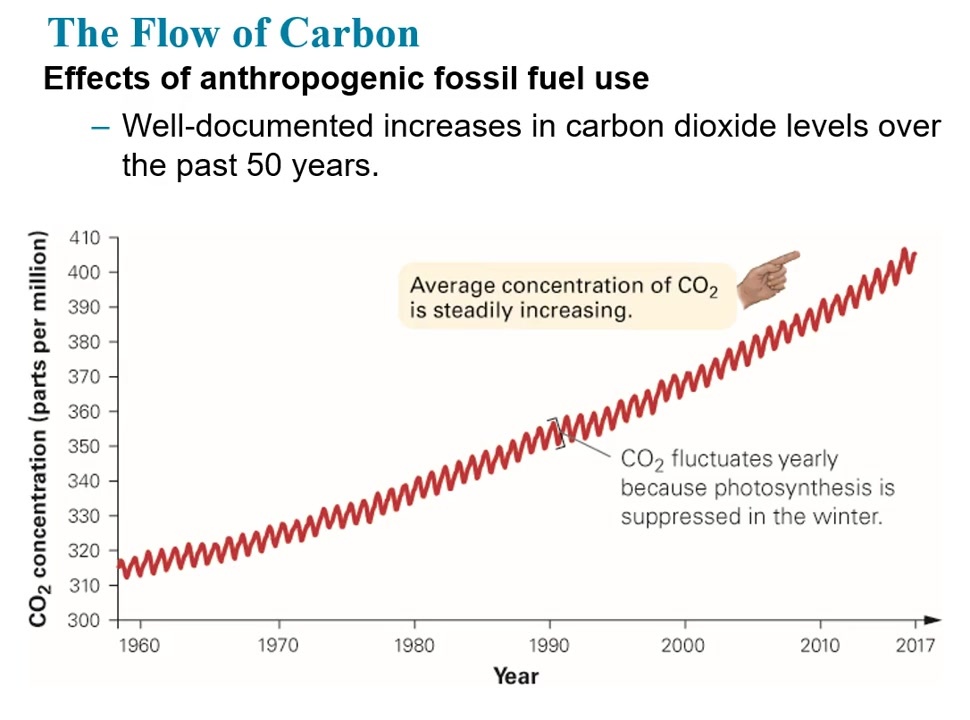 The Flow of Carbon
Effects of anthropogenic fossil fuel use
– Well-documented increases in carbon dioxide levels over
the past 50 years.
CO₂ concentration (parts per million)
410
400
390
380
370
360
350
340
330
320
310
300
Average concentration of CO₂
is steadily increasing.
CO₂ fluctuates yearly
because photosynthesis is
suppressed in the winter.
1960 1970 1980 1990 2000 2010 2017
Year